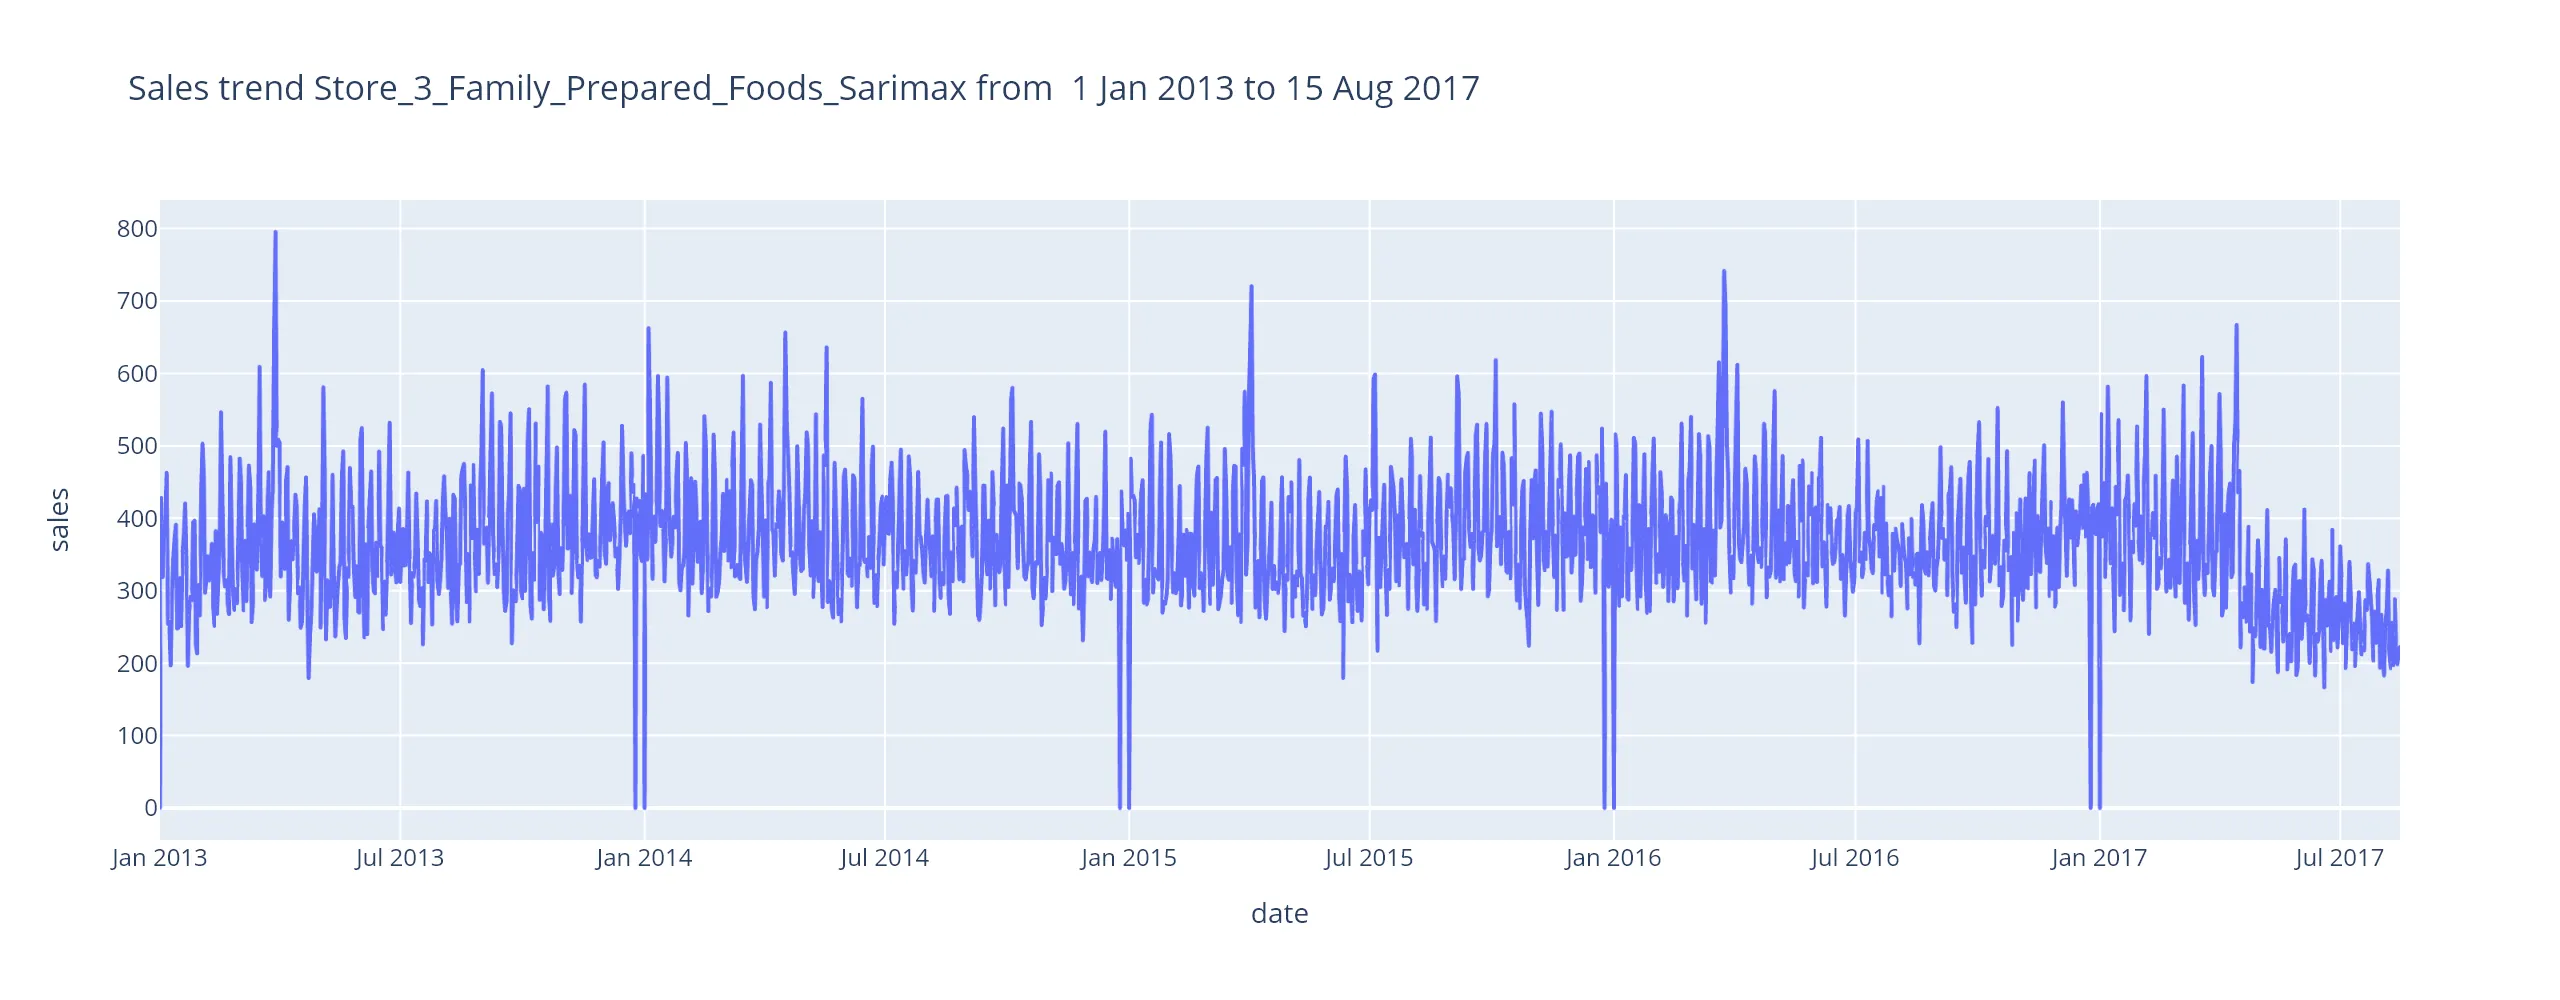 Sales trend Store_3_Family_Prepared_Foods_Sarimax from  1 Jan 2013 to 15 Aug 2017
800
700
600
500
400
300
200
100
0
sales
Jan 2013 Jul 2013 Jan 2014 Jul 2014 Jan 2015 Jul 2015 Jan 2016 Jul 2016 Jan 2017 Jul 2017
date